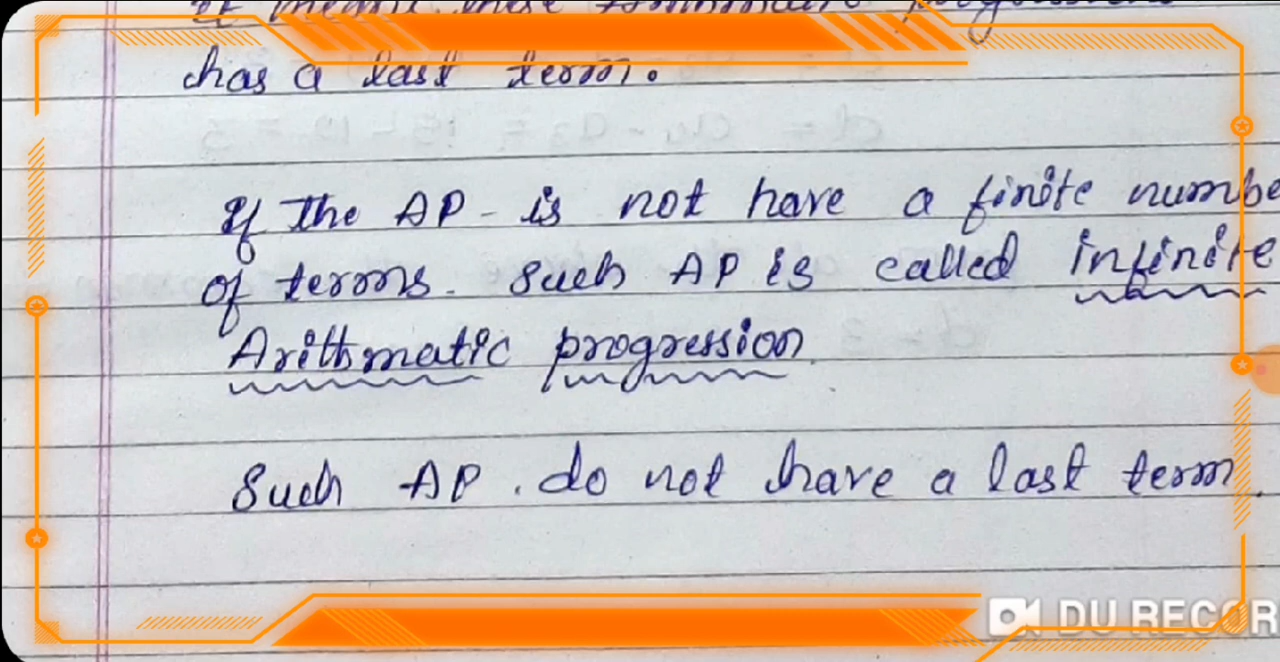 has a last term.
If The AP - is not have a finite numbe
of terms. Such AP is called infinite
Arithmatic progression.
Such AP. do not have a last term.
DU RECOR